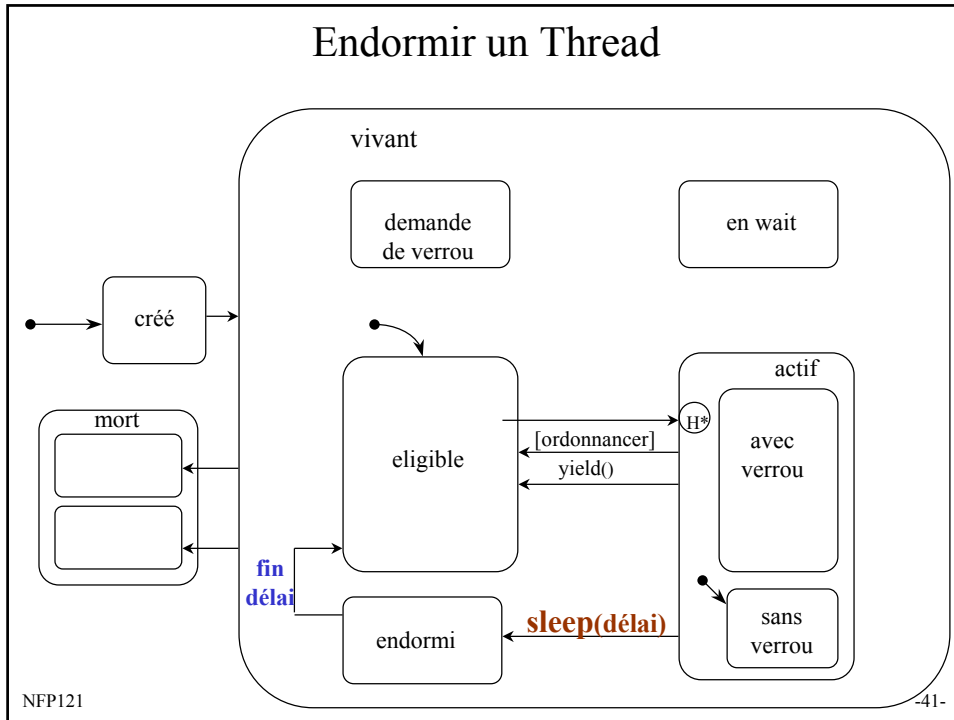 Endormir un Thread
vivant
demande
de verrou
en wait
créé
actif
mort
H*
[ordonnancer]
avec
verrou
eligible
yield()
fin
délai
sleep(délai)
sans
verrou
endormi
NFP121
-41-